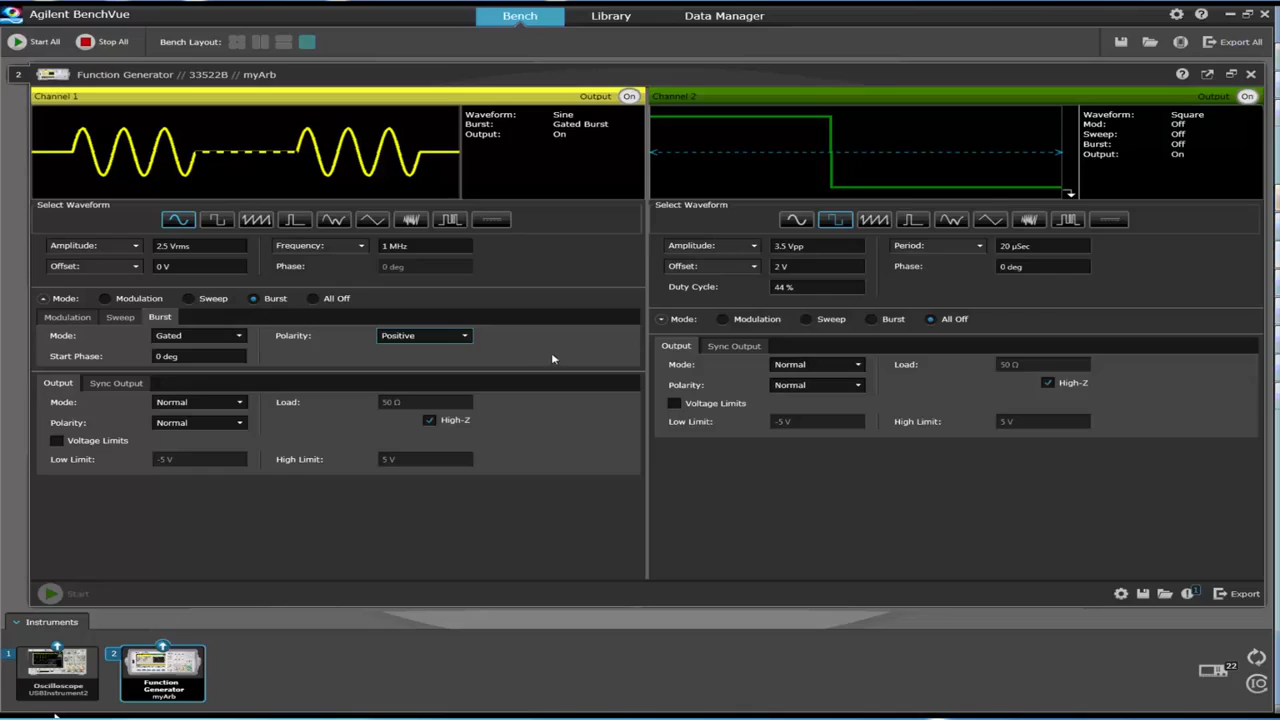 Agilent BenchVue
Bench
Library
Data Manager
Start All
Stop All
Bench Layout:
Export All
2
Function Generator // 33522B // myArb
Channel 1
Output
On
Channel 2
Output
On
Waveform: Sine
Burst: Gated Burst
Output: On
Waveform: Square
Mod: Off
Sweep: Off
Burst: Off
Output: On
Select Waveform
Select Waveform
Amplitude: 2.5 Vrms
Frequency: 1 MHz
Offset: 0 V
Phase: 0 deg
Amplitude: 3.5 Vpp
Period: 20 µSec
Offset: 2 V
Phase: 0 deg
Duty Cycle: 44 %
Mode: Modulation Sweep Burst All Off
Modulation Sweep Burst
Mode: Gated
Polarity: Positive
Start Phase: 0 deg
Mode: Modulation Sweep Burst All Off
Output Sync Output
Mode: Normal
Load: 50 Ω
Polarity: Normal
High-Z
Voltage Limits
Low Limit: -5 V
High Limit: 5 V
Output Sync Output
Mode: Normal
Load: 50 Ω
Polarity: Normal
High-Z
Voltage Limits
Low Limit: -5 V
High Limit: 5 V
Start
1
Export
Instruments
1
Oscilloscope
USBInstrument2
2
Function
Generator
myArb
22
IO